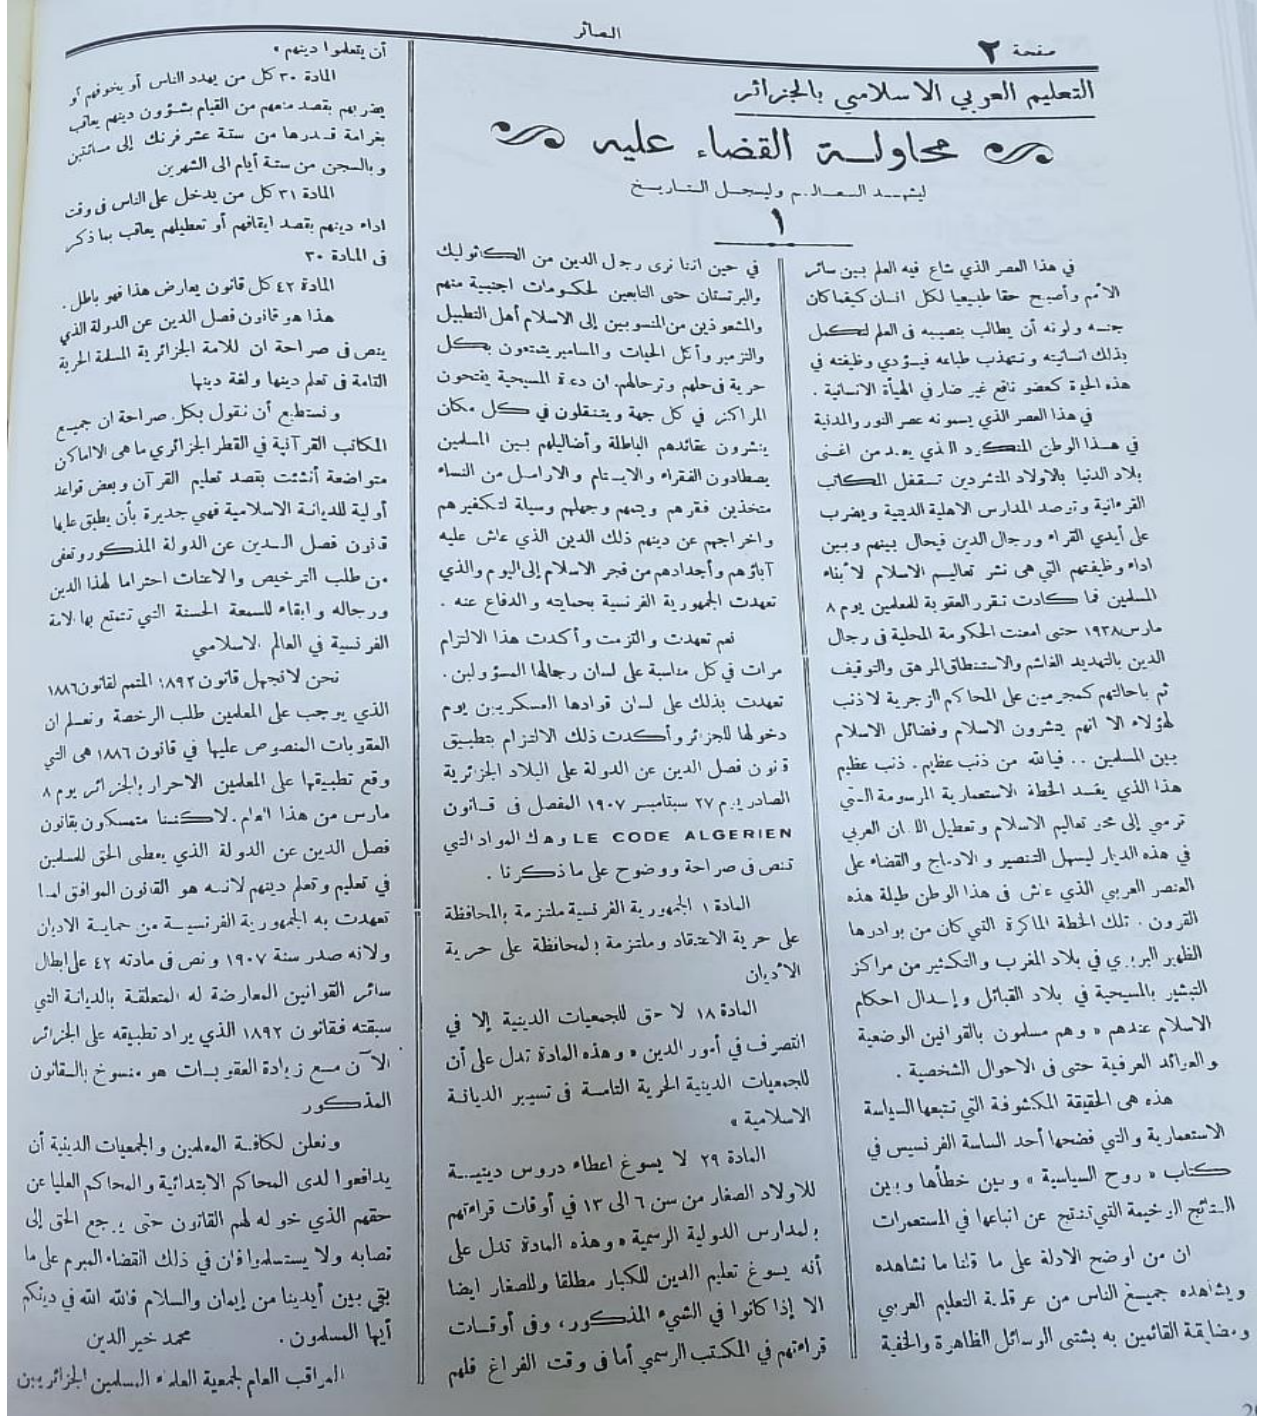 صفحة ٢
البصائر
التعليم العربي الاسلامي بالجزائر
محاولة القضاء عليه
ليشهد العالم وليسجل التاريخ
١
في هذا العصر الذي شاع فيه العلم بين سائر
الأمم وأصبح حقا طبيعيا لكل انسان كيفما كان
جنسه ولونه أن يطالب بنصيبه فى العلم لتكمل
بذلك انسانيته وتتهذب طباعه فيؤدي وظيفته في
هذه الحياة كعضو نافع غير ضار في الهيأة الانسانية .
في هذا العصر الذي يسمونه عصر النور والمدنية
في هذا الوطن المنكود الذي يعد من اغنى
بلاد الدنيا بالاولاد المتشردين تقفل المكاتب
القرءانية وترصد المدارس الاهلية الدينية ويضرب
على أيدي القراء ورجال الدين فيحال بينهم وبين
اداء وظيفتهم التي هى نشر تعاليم الاسلام لأبناء
المسلمين فما كادت تقرر العقوبة للمعلمين يوم ٨
مارس ١٩٣٨ حتى امعنت الحكومة المحلية فى رجال
الدين بالتهديد الغاشم والاستنطاق المرهق والتوقيف
ثم باحالتهم كمجرمين على المحاكم الزجرية لاذنب
لهؤلاء الا انهم ينشرون الاسلام وفضائل الاسلام
بين المسلمين .. فيالله من ذنب عظيم . ذنب عظيم
هذا الذي يفسد الخطة الاستعمارية المرسومة التي
ترمي إلى محو تعاليم الاسلام وتعطيل اللسان العربي
في هذه الديار ليسهل التنصير والادماج والقضاء على
العنصر العربي الذي عاش فى هذا الوطن طيلة هذه
القرون . تلك الخطة الماكرة التي كان من بوادرها
الظهير البربري في بلاد المغرب والتكثير من مراكز
التبشير بالمسيحية في بلاد القبائل وإبدال احكام
الاسلام عندهم « وهم مسلمون بالقوانين الوضعية
والعوائد العرفية حتى فى الاحوال الشخصية .
هذه هى الحقيقة المكشوفة التي تتبعها السياسة
الاستعمارية والتي فضحها أحد الساسة الفرنسيس في
كتاب « روح السياسية » وبين خطأها وبين
النتائج الوخيمة التي تنتج عن اتباعها في المستعمرات
ان من اوضح الادلة على ما قلنا ما نشاهده
ويشاهده جميع الناس من عرقلة التعليم العربي
ومضايقة القائمين به بشتى الوسائل الظاهرة والخفية
في حين اننا نرى رجال الدين من الكاثوليك
والبرتستان حتى التابعين لحكومات اجنبية منهم
والمشعوذين من المنسوبين إلى الاسلام أهل التطبيل
والتزمير وأكل الحيات والمسامير يتمتعون بكل
حرية فى حلهم وترحالهم. ان دعاة المسيحية يفتحون
المراكز في كل جهة ويتنقلون في كل مكان
ينشرون عقائدهم الباطلة وأضاليلهم بين المسلمين
يصطادون الفقراء والايتام والارامل من النساء
متخذين فقرهم ويتمهم وجهلهم وسيلة لتكفيرهم
واخراجهم عن دينهم ذلك الدين الذي عاش عليه
آباؤهم وأجدادهم من فجر الاسلام إلى اليوم والذي
تعهدت الجمهورية الفرنسية بحمايته والدفاع عنه .
نعم تعهدت والتزمت وأكدت هذا الالتزام
مرات في كل مناسبة على لسان رجالها المسؤولين .
تعهدت بذلك على لسان قوادها العسكريين يوم
دخولها للجزائر وأكدت ذلك الالتزام بتطبيق
قانون فصل الدين عن الدولة على البلاد الجزائرية
الصادر يوم ٢٧ سبتامبر ١٩٠٧ المفصل فى قانون
LE CODE ALGERIEN وهاك المواد التي
تنص فى صراحة ووضوح على ما ذكرنا .
المادة ١ الجمهورية الفرنسية ملتزمة بالمحافظة
على حرية الاعتقاد وملتزمة بالمحافظة على حرية
الأديان
المادة ١٨ لا حق للجمعيات الدينية إلا في
التصرف في أمور الدين « وهذه المادة تدل على أن
للجمعيات الدينية الحرية التامة فى تسيير الديانة
الاسلامية »
المادة ٢٩ لا يسوغ اعطاء دروس دينية
للاولاد الصغار من سن ٦ الى ١٣ في أوقات قراءتهم
بالمدارس الدولية الرسمية « وهذه المادة تدل على
أنه يسوغ تعليم الدين للكبار مطلقا وللصغار ايضا
الا إذا كانوا في الشيء المذكور، وفى أوقات
قراءتهم في المكتب الرسمي أما فى وقت الفراغ فلهم
أن يتعلموا دينهم »
المادة ٣٠ كل من يهدد الناس أو يخوفهم أو
يضربهم بقصد منعهم من القيام بشؤون دينهم يعاقب
بغرامة قدرها من ستة عشر فرنك إلى مائتين
وبالسجن من ستة أيام الى الشهرين
المادة ٣١ كل من يدخل على الناس فى وقت
اداء دينهم بقصد ايقافهم أو تعطيلهم يعاقب بما ذكر
فى المادة ٣٠
المادة ٤٢ كل قانون يعارض هذا فهو باطل .
هذا هو قانون فصل الدين عن الدولة الذي
ينص فى صراحة ان للامة الجزائرية المسلمة الحرية
التامة فى تعلم دينها ولغة دينها
ونستطيع أن نقول بكل صراحة ان جميع
المكاتب القرآنية في القطر الجزائري ما هى الا اماكن
متواضعة أنشئت بقصد تعليم القرآن وبعض قواعد
أولية للديانة الاسلامية فهي جديرة بأن يطبق عليها
قانون فصل الدين عن الدولة المذكور وتعفى
من طلب الترخيص والاعنات احتراما لهذا الدين
ورجاله وابقاء للسمعة الحسنة التي تتمتع بها الامة
الفرنسية في العالم الاسلامي
نحن لا نجهل قانون ١٨٩٢ المتمم لقانون ١٨٨٦
الذي يوجب على المعلمين طلب الرخصة ونعلم ان
العقوبات المنصوص عليها في قانون ١٨٨٦ هى التي
وقع تطبيقها على المعلمين الاحرار بالجزائر يوم ٨
مارس من هذا العام . لاكننا متمسكون بقانون
فصل الدين عن الدولة الذي يعطى الحق للمسلمين
في تعليم وتعلم دينهم لانه هو القانون الموافق لما
تعهدت به الجمهورية الفرنسية من حماية الاديان
ولانه صدر سنة ١٩٠٧ ونص فى مادته ٤٢ على ابطال
سائر القوانين المعارضة له المتعلقة بالديانة التي
سبقته فقانون ١٨٩٢ الذي يراد تطبيقه على الجزائر
الآن مع زيادة العقوبات هو منسوخ بالقانون
المذكور
ونعلن لكافة المعلمين والجمعيات الدينية أن
يدافعوا لدى المحاكم الابتدائية والمحاكم العليا عن
حقهم الذي خوله لهم القانون حتى يرجع الحق إلى
نصابه ولا يستسلموا فان في ذلك القضاء المبرم على ما
بقي بين أيدينا من إيمان والسلام فالله الله في دينكم
أيها المسلمون . محمد خير الدين
المراقب العام لجمعية العلماء المسلمين الجزائريين